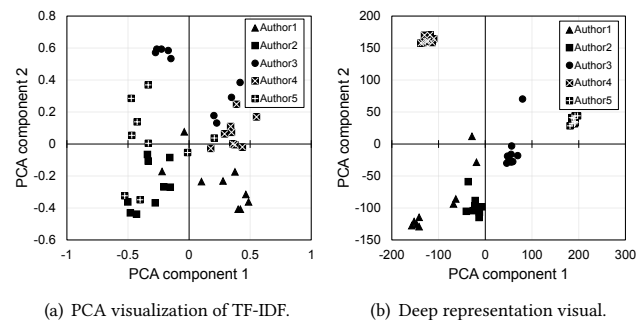 0.8
0.6
0.4
0.2
0
-0.2
-0.4
-0.6
-1
-0.5
0
0.5
1
PCA component 2
PCA component 1
Author1
Author2
Author3
Author4
Author5
(a) PCA visualization of TF-IDF.
200
150
100
50
0
-50
-100
-150
-200
-100
0
100
200
300
PCA component 2
PCA component 1
Author1
Author2
Author3
Author4
Author5
(b) Deep representation visual.